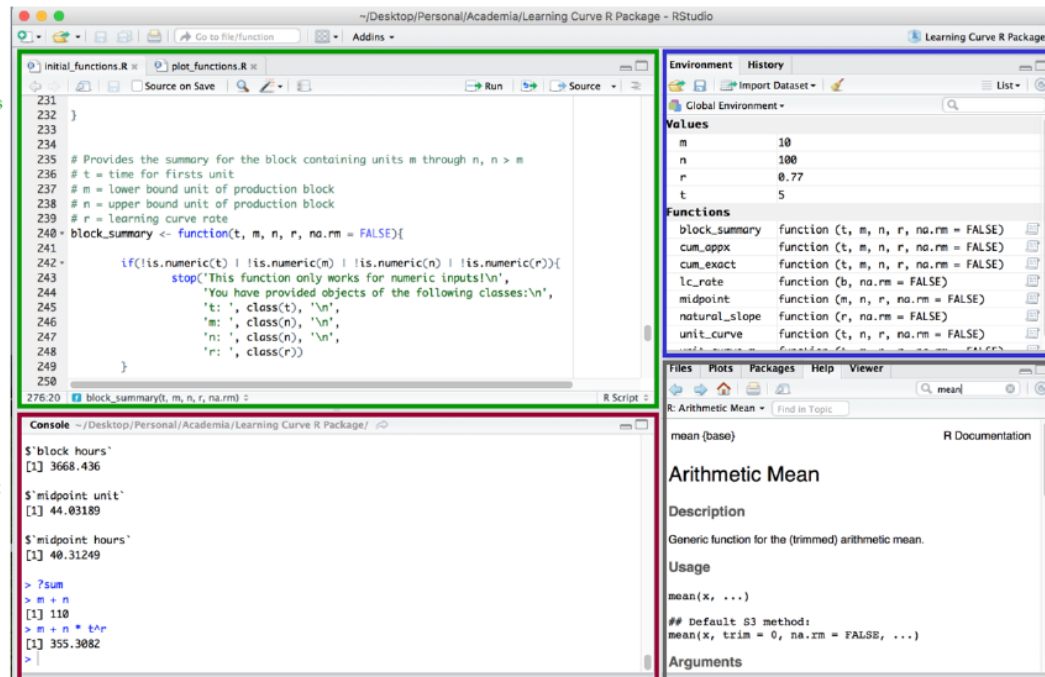 ~/Desktop/Personal/Academia/Learning Curve R Package - RStudio
Go to file/function Addins
Learning Curve R Package
initial_functions.R plot_functions.R
Source on Save Run Source
231
232 }
233
234
235 # Provides the summary for the block containing units m through n, n > m
236 # t = time for firsts unit
237 # m = lower bound unit of production block
238 # n = upper bound unit of production block
239 # r = learning curve rate
240 block_summary <- function(t, m, n, r, na.rm = FALSE){
241
242 if(!is.numeric(t) | !is.numeric(m) | !is.numeric(n) | !is.numeric(r)){
243 stop('This function only works for numeric inputs!\n',
244 'You have provided objects of the following classes:\n',
245 't: ', class(t), '\n',
246 'm: ', class(n), '\n',
247 'n: ', class(n), '\n',
248 'r: ', class(r))
249 }
250
276:20 block_summary(t, m, n, r, na.rm) R Script
Console ~/Desktop/Personal/Academia/Learning Curve R Package/
$`block hours`
[1] 3668.436
$`midpoint unit`
[1] 44.03189
$`midpoint hours`
[1] 40.31249
> ?sum
> m + n
[1] 110
> m + n * t^r
[1] 355.3082
>
Environment History
Import Dataset List
Global Environment
Values
m 10
n 100
r 0.77
t 5
Functions
block_summary function (t, m, n, r, na.rm = FALSE)
cum_appx function (t, m, n, r, na.rm = FALSE)
cum_exact function (t, m, n, r, na.rm = FALSE)
lc_rate function (b, na.rm = FALSE)
midpoint function (m, n, r, na.rm = FALSE)
natural_slope function (r, na.rm = FALSE)
unit_curve function (t, n, r, na.rm = FALSE)
Files Plots Packages Help Viewer
mean
R: Arithmetic Mean Find in Topic
mean {base} R Documentation
Arithmetic Mean
Description
Generic function for the (trimmed) arithmetic mean.
Usage
mean(x, ...)
## Default S3 method:
mean(x, trim = 0, na.rm = FALSE, ...)
Arguments